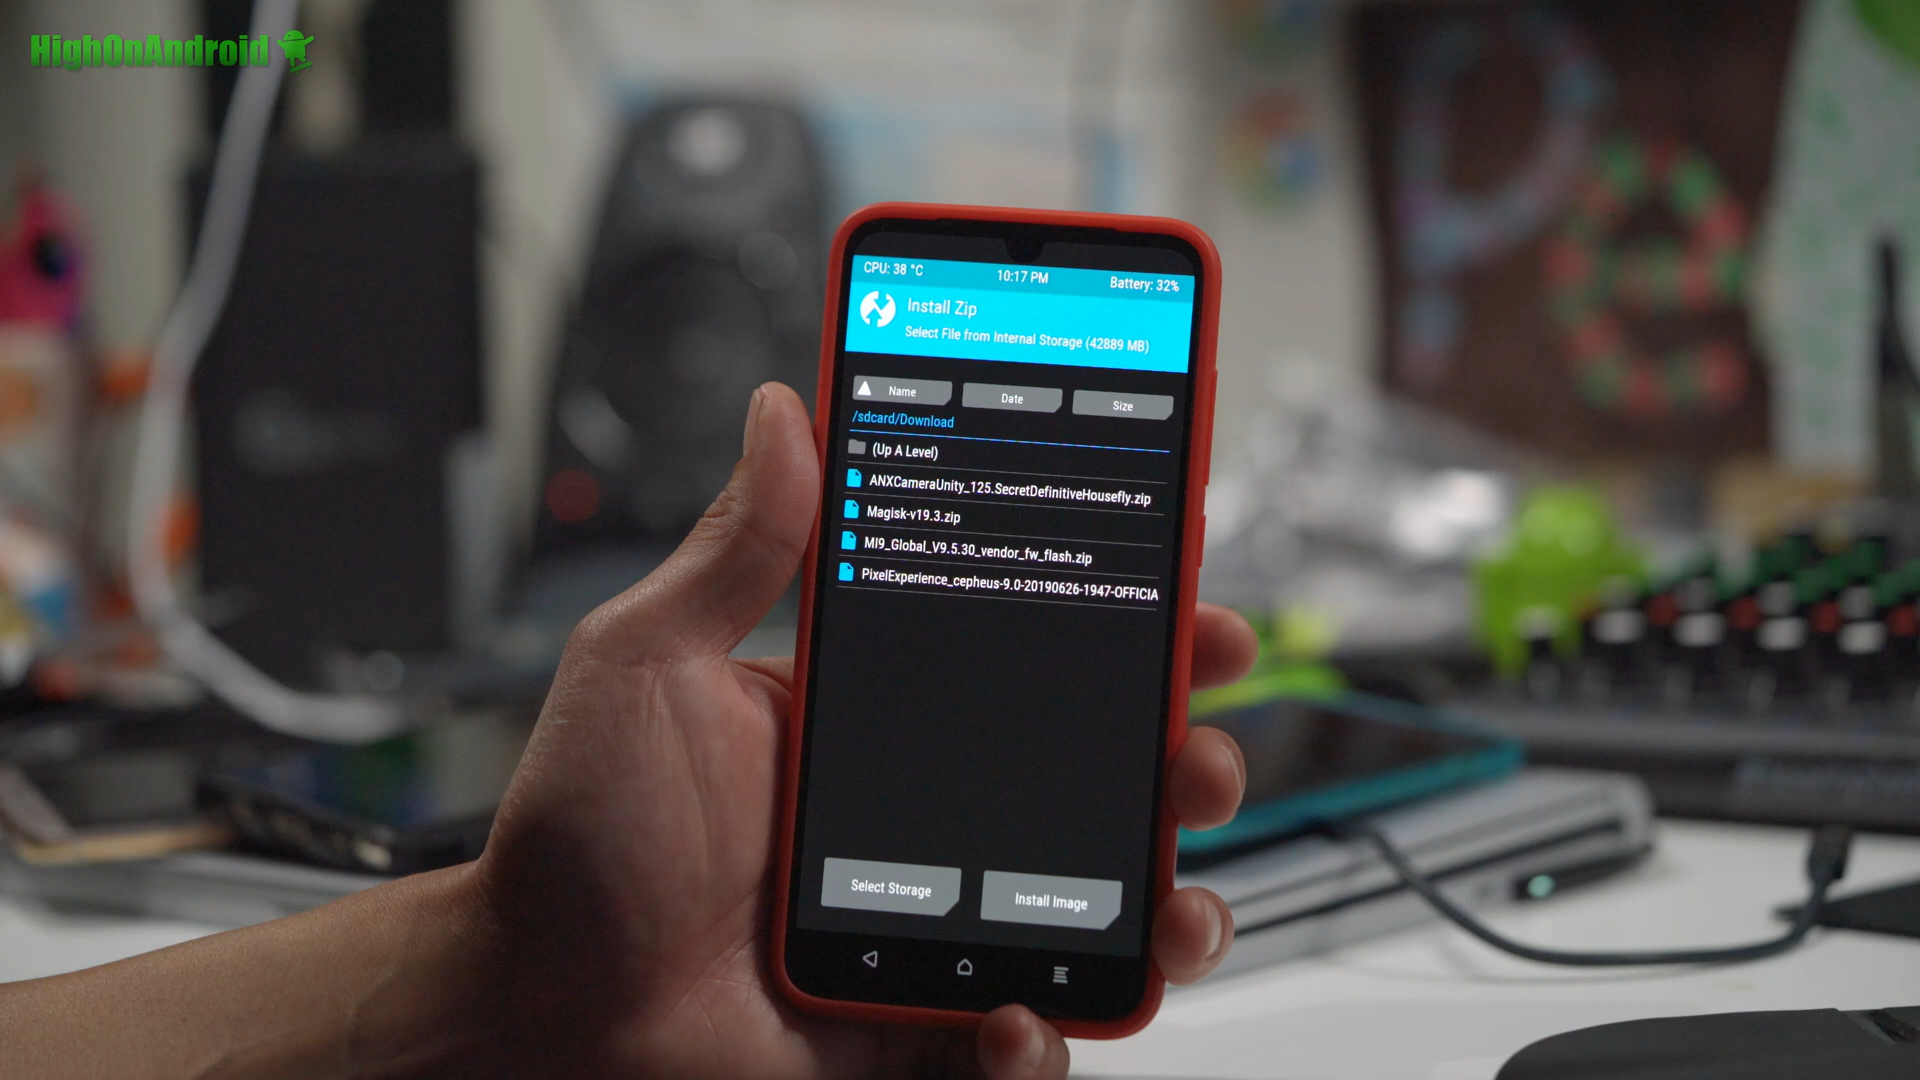 HighOnAndroid
CPU: 38 °C 10:17 PM Battery: 32%
Install Zip
Select File from Internal Storage (42889 MB)
Name Date Size
/sdcard/Download
(Up A Level)
ANXCameraUnity_125.SecretDefinitiveHousefly.zip
Magisk-v19.3.zip
MI9_Global_V9.5.30_vendor_fw_flash.zip
PixelExperience_cepheus-9.0-20190626-1947-OFFICIA
Select Storage Install Image